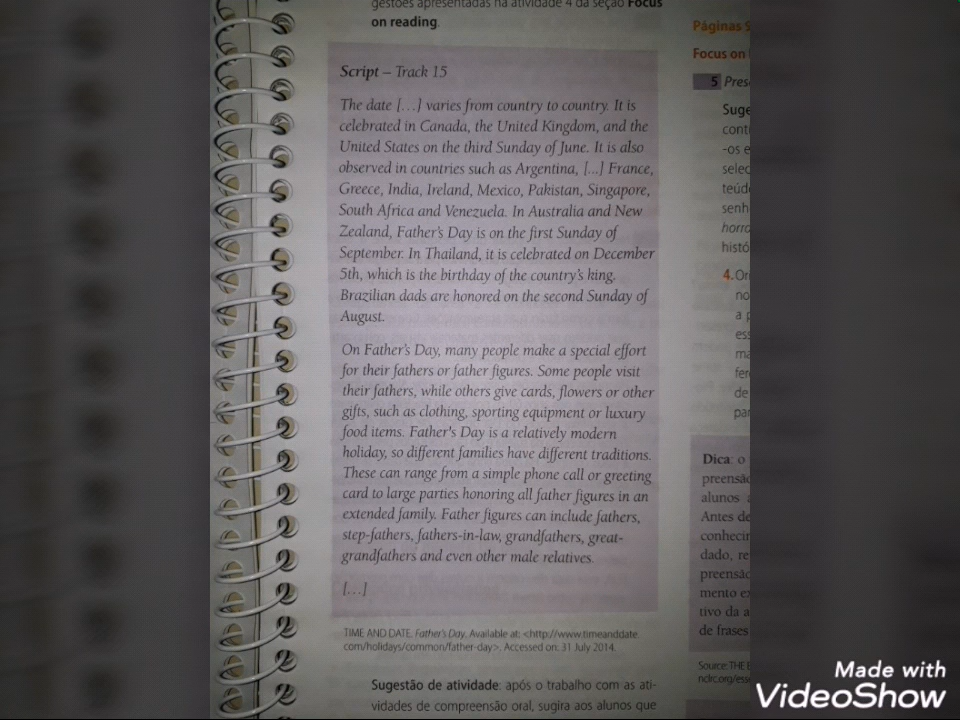 gestões apresentadas na atividade 4 da seção Focus
on reading.
Script – Track 15
The date [...] varies from country to country. It is
celebrated in Canada, the United Kingdom, and the
United States on the third Sunday of June. It is also
observed in countries such as Argentina, [...] France,
Greece, India, Ireland, Mexico, Pakistan, Singapore,
South Africa and Venezuela. In Australia and New
Zealand, Father's Day is on the first Sunday of
September. In Thailand, it is celebrated on December
5th, which is the birthday of the country's king.
Brazilian dads are honored on the second Sunday of
August.
On Father's Day, many people make a special effort
for their fathers or father figures. Some people visit
their fathers, while others give cards, flowers or other
gifts, such as clothing, sporting equipment or luxury
food items. Father's Day is a relatively modern
holiday, so different families have different traditions.
These can range from a simple phone call or greeting
card to large parties honoring all father figures in an
extended family. Father figures can include fathers,
step-fathers, fathers-in-law, grandfathers, great-
grandfathers and even other male relatives.
[...]
TIME AND DATE. Father's Day. Available at: <http://www.timeanddate.
com/holidays/common/father-day>. Accessed on: 31 July 2014.
Sugestão de atividade: após o trabalho com as ati-
vidades de compreensão oral, sugira aos alunos que
Páginas
Focus on
5 Pres
Suge
cont
-os e
selec
teúd
senh
horro
histó
4. Ori
no
a p
ess
ma
fer
de
par
Dica: o
preensã
alunos a
Antes de
conhecin
dado, re
preensã
mento ex
tivo da a
de frases
Source: THE
nclrc.org/esse
Made with
VideoShow